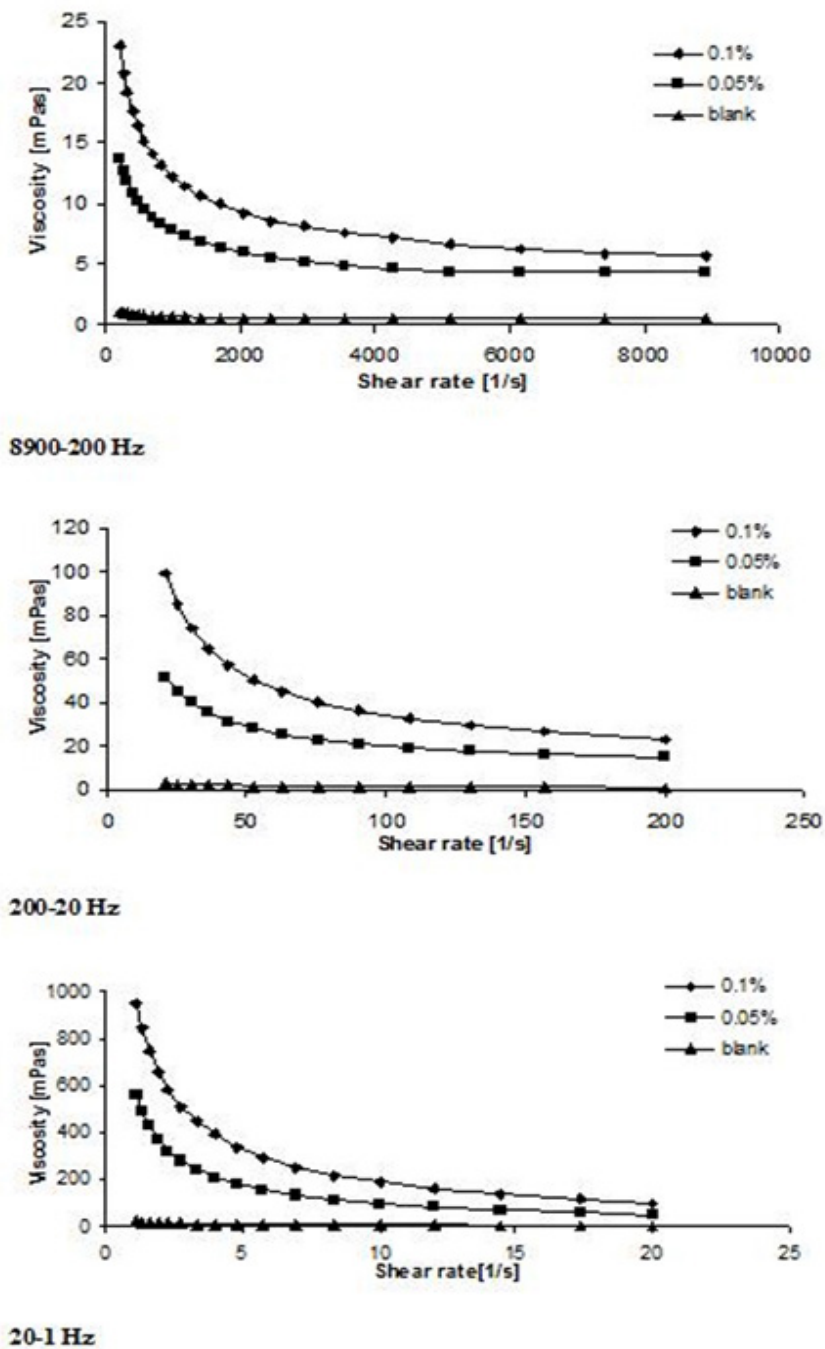 25
20
15
10
5
0
Viscosity [mPas]
0.1%
0.05%
blank
0 2000 4000 6000 8000 10000
Shear rate [1/s]
8900-200 Hz
120
100
80
60
40
20
0
Viscosity [mPas]
0.1%
0.05%
blank
0 50 100 150 200 250
Shear rate [1/s]
200-20 Hz
1000
800
600
400
200
0
Viscosity [mPas]
0.1%
0.05%
blank
0 5 10 15 20 25
Shear rate[1/s]
20-1 Hz